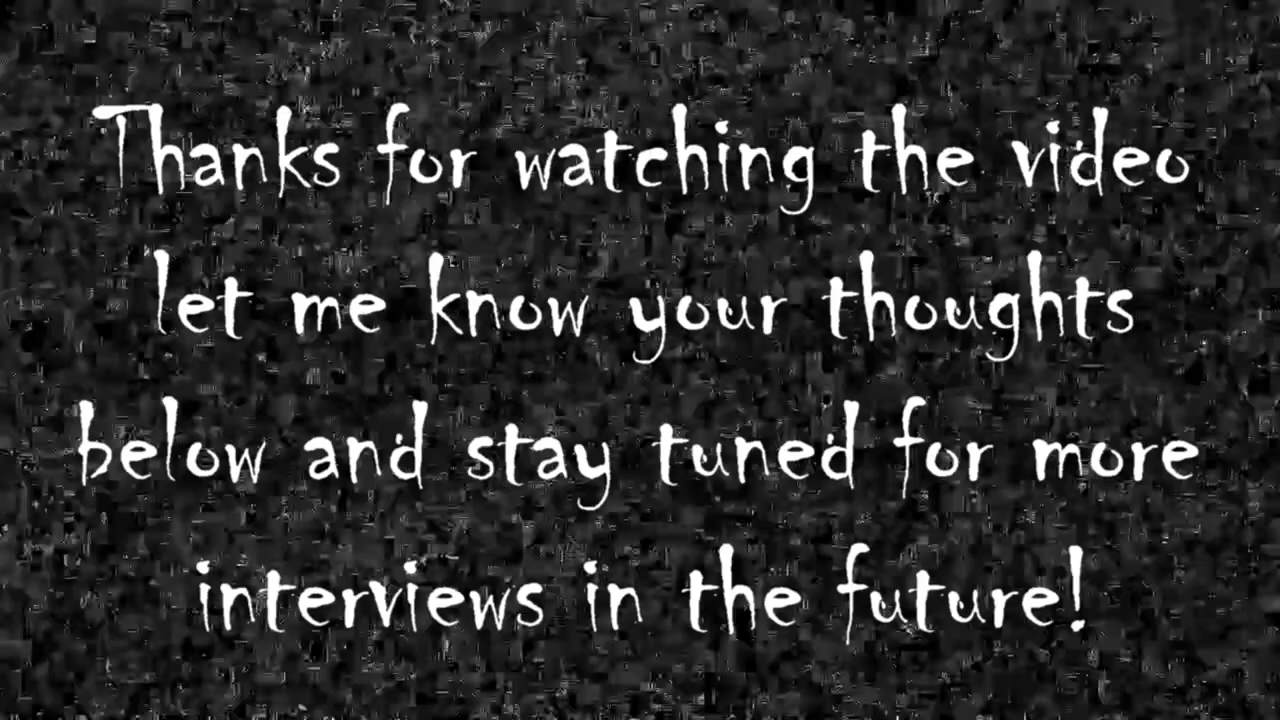 Thanks for watching the video
let me know your thoughts
below and stay tuned for more
interviews in the future!